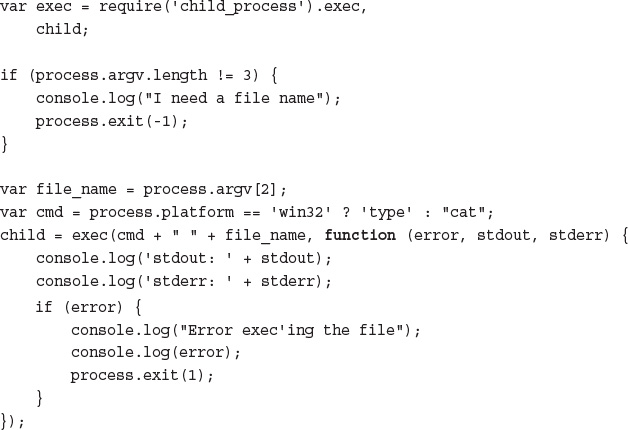 var exec = require('child_process').exec,
    child;

if (process.argv.length != 3) {
    console.log("I need a file name");
    process.exit(-1);
}

var file_name = process.argv[2];
var cmd = process.platform == 'win32' ? 'type' : "cat";
child = exec(cmd + " " + file_name, function (error, stdout, stderr) {
    console.log('stdout: ' + stdout);
    console.log('stderr: ' + stderr);
    if (error) {
        console.log("Error exec'ing the file");
        console.log(error);
        process.exit(1);
    }
});